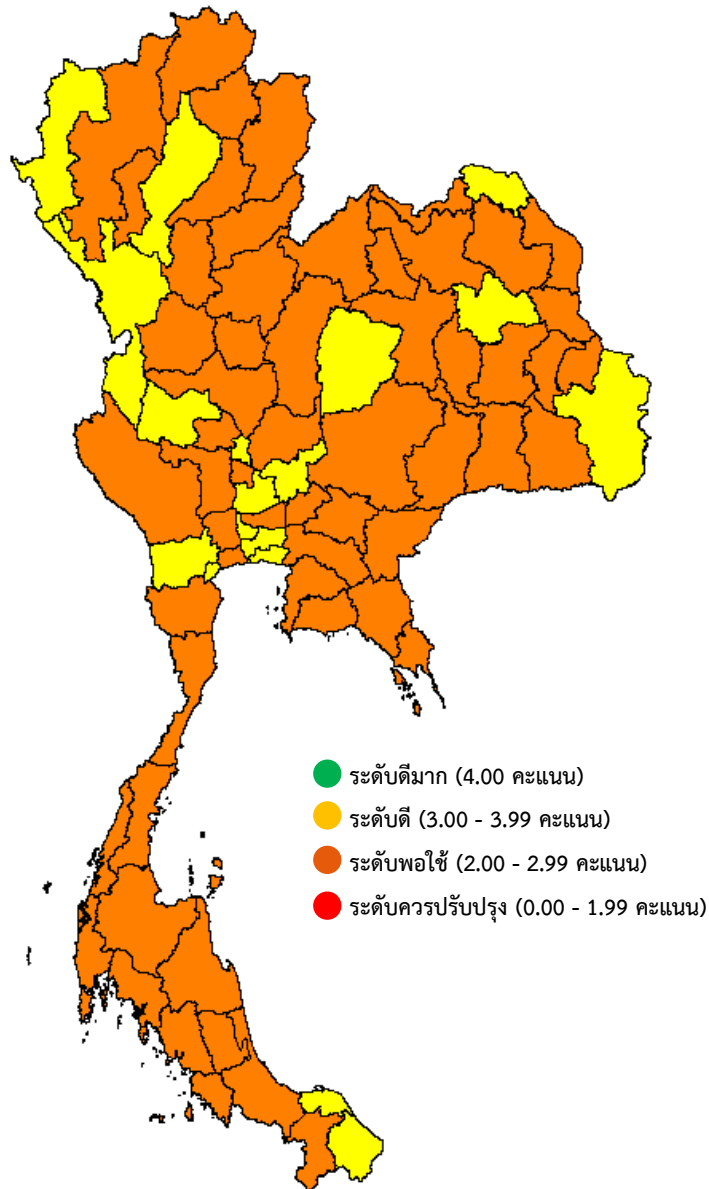 ระดับดีมาก (4.00 คะแนน)
ระดับดี (3.00 - 3.99 คะแนน)
ระดับพอใช้ (2.00 - 2.99 คะแนน)
ระดับควรปรับปรุง (0.00 - 1.99 คะแนน)